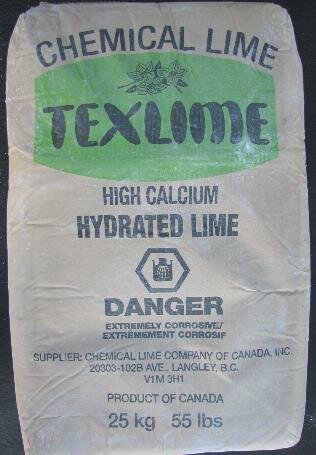 CHEMICAL LIME
TEXLIME
HIGH CALCIUM
HYDRATED LIME
DANGER
EXTREMELY CORROSIVE/
EXTRÊMEMENT CORROSIF
SUPPLIER: CHEMICAL LIME COMPANY OF CANADA, INC.
20303-102B AVE., LANGLEY, B.C.
V1M 3H1
PRODUCT OF CANADA
25 kg 55 lbs